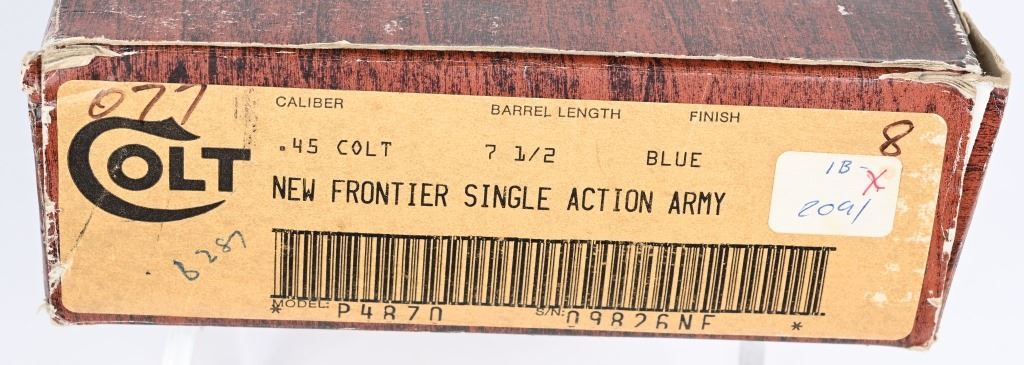 077
COLT
CALIBER BARREL LENGTH FINISH
8
.45 COLT 7 1/2 BLUE
NEW FRONTIER SINGLE ACTION ARMY
1B-X
2091
B287
MODEL: S/N:
* P4870 09826NF *